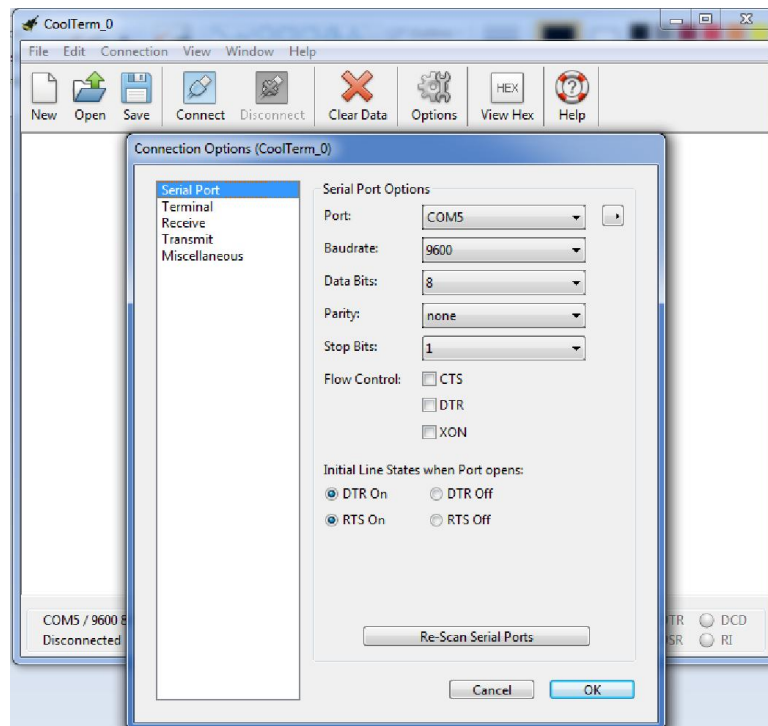 CoolTerm_0
File Edit Connection View Window Help
New Open Save Connect Disconnect Clear Data Options HEX View Hex Help
Connection Options (CoolTerm_0)
Serial Port
Terminal
Receive
Transmit
Miscellaneous
Serial Port Options
Port: COM5
Baudrate: 9600
Data Bits: 8
Parity: none
Stop Bits: 1
Flow Control: CTS
DTR
XON
Initial Line States when Port opens:
DTR On DTR Off
RTS On RTS Off
Re-Scan Serial Ports
Cancel OK
COM5 / 9600 8
Disconnected
TR DCD
SR RI